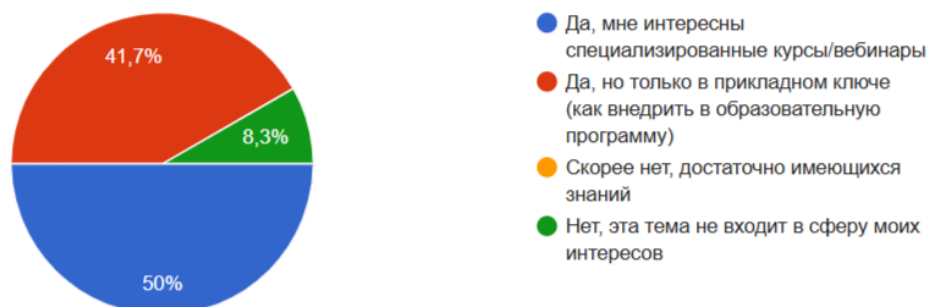 41,7%
8,3%
50%
Да, мне интересны
специализированные курсы/вебинары
Да, но только в прикладном ключе
(как внедрить в образовательную
программу)
Скорее нет, достаточно имеющихся
знаний
Нет, эта тема не входит в сферу моих
интересов